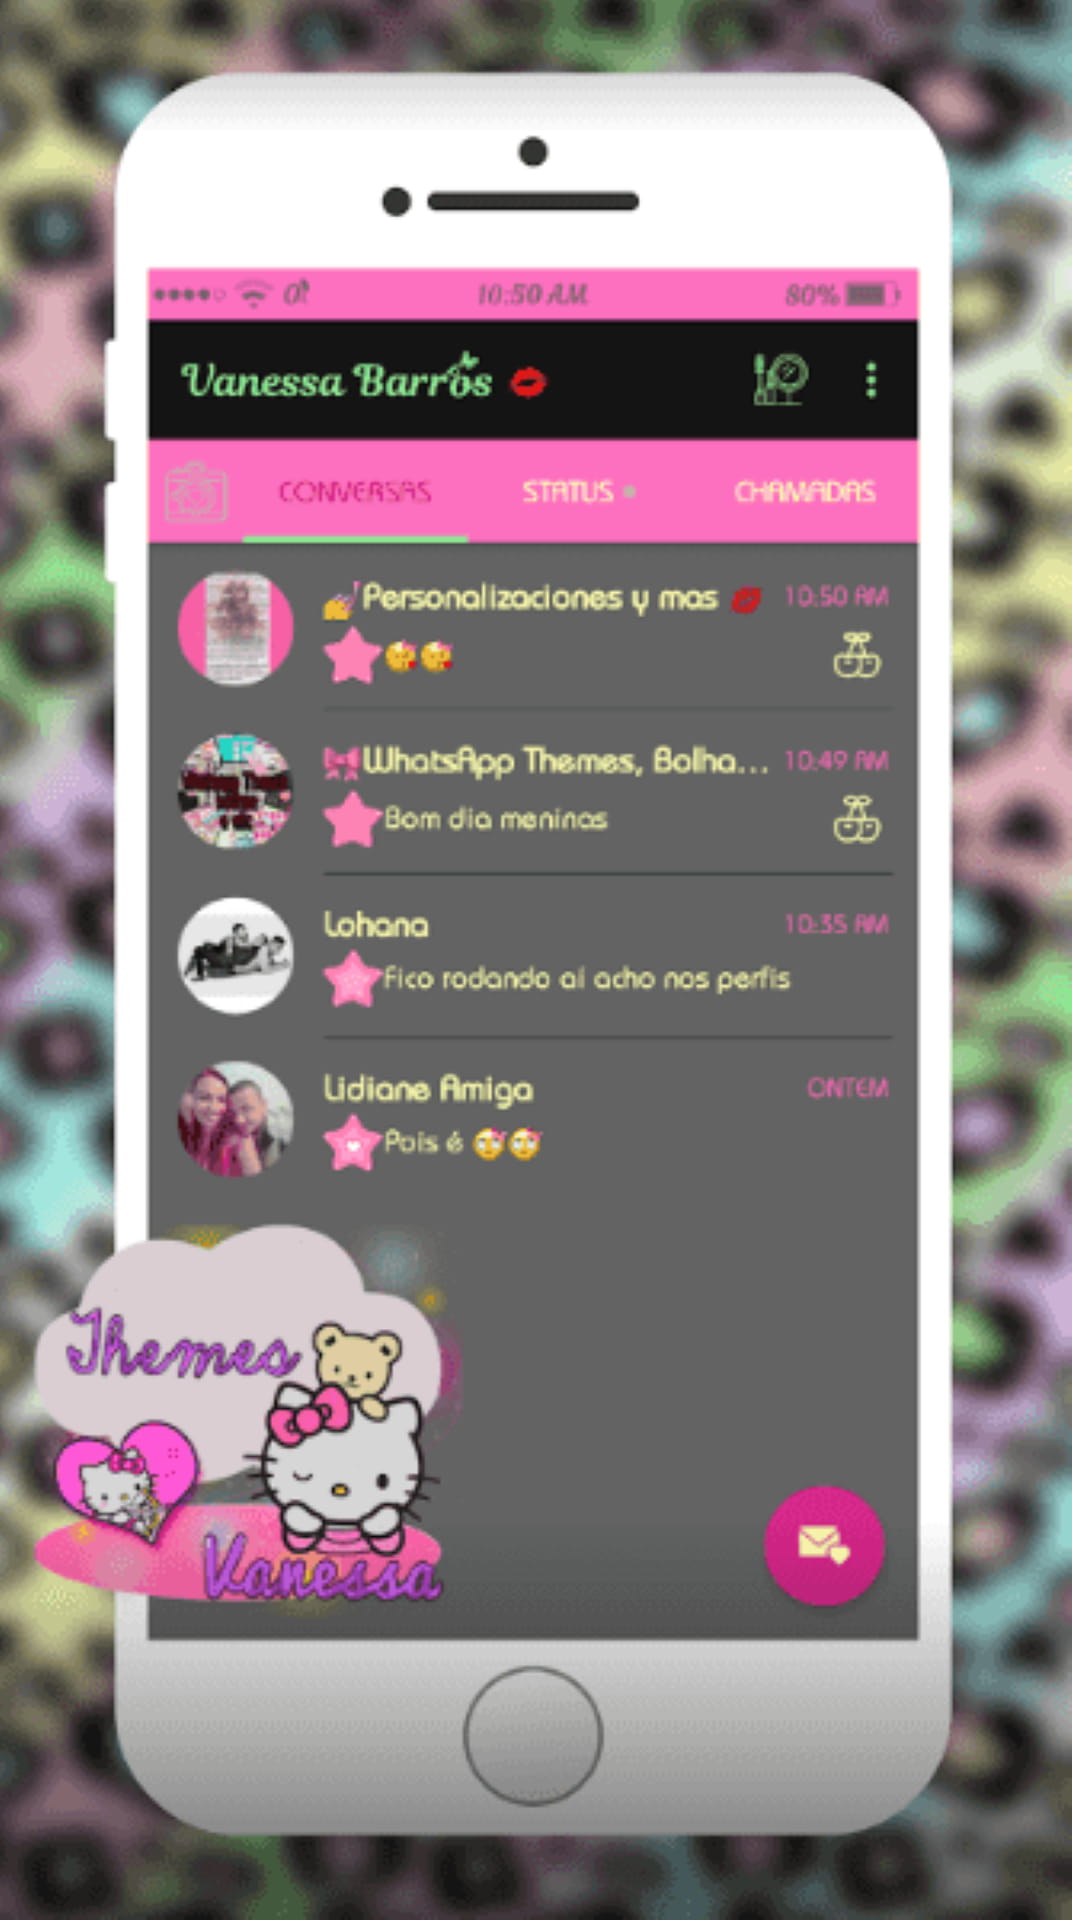 10:50 AM 80%
Vanessa Barros 💋
CONVERSAS STATUS CHAMADAS
💅Personalizaciones y mas 💋 10:50 AM
🥰🥰
🎀WhatsApp Themes, Bolha... 10:49 AM
Bom dia meninas
Lohana 10:35 AM
Fico rodando aí acho nos perfis
Lidiane Amiga ONTEM
Pois é
Themes
Vanessa